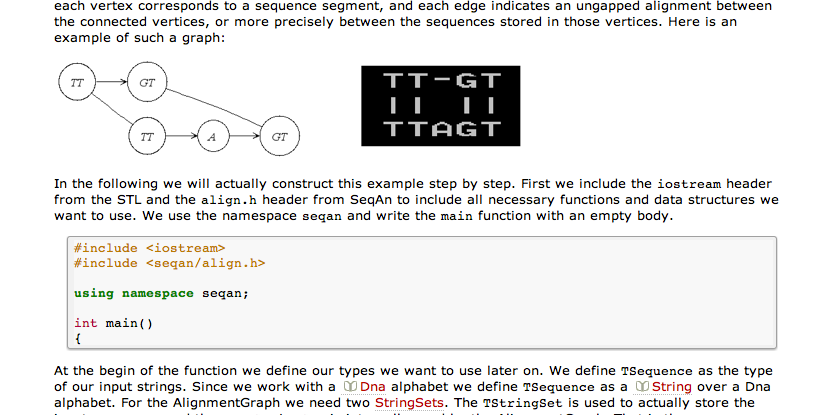 each vertex corresponds to a sequence segment, and each edge indicates an ungapped alignment between
the connected vertices, or more precisely between the sequences stored in those vertices. Here is an
example of such a graph:
TT
GT
TT
A
GT
TT-GT
|| ||
TTAGT
In the following we will actually construct this example step by step. First we include the iostream header
from the STL and the align.h header from SeqAn to include all necessary functions and data structures we
want to use. We use the namespace seqan and write the main function with an empty body.
#include <iostream>
#include <seqan/align.h>
using namespace seqan;
int main()
{
At the begin of the function we define our types we want to use later on. We define TSequence as the type
of our input strings. Since we work with a Dna alphabet we define TSequence as a String over a Dna
alphabet. For the AlignmentGraph we need two StringSets. The TStringSet is used to actually store the